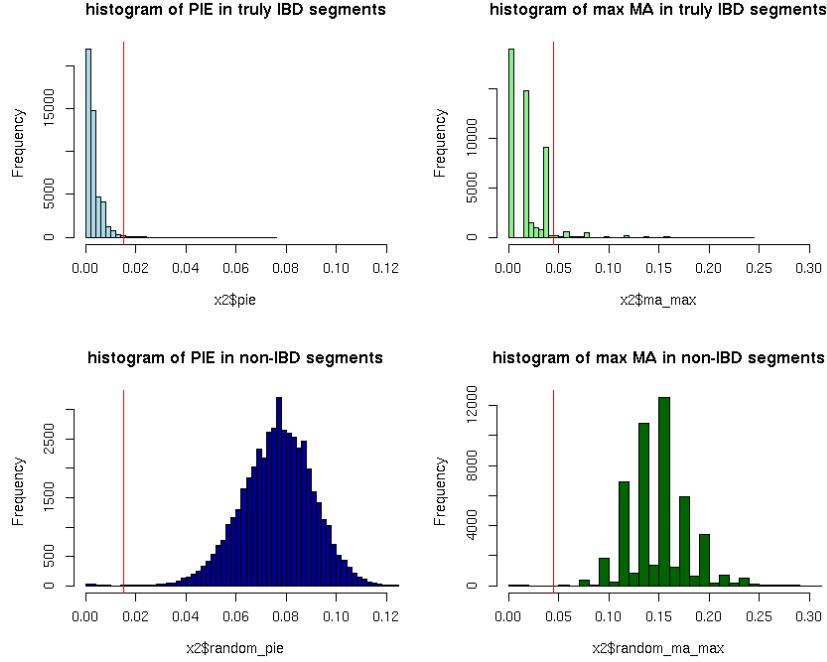 histogram of PIE in truly IBD segments
Frequency
0 5000 15000
0.00 0.02 0.04 0.06 0.08 0.10 0.12
x2$pie
histogram of max MA in truly IBD segments
Frequency
0 5000 10000
0.00 0.05 0.10 0.15 0.20 0.25 0.30
x2$ma_max
histogram of PIE in non-IBD segments
Frequency
0 500 1500 2500
0.00 0.02 0.04 0.06 0.08 0.10 0.12
x2$random_pie
histogram of max MA in non-IBD segments
Frequency
0 4000 8000 12000
0.00 0.05 0.10 0.15 0.20 0.25 0.30
x2$random_ma_max